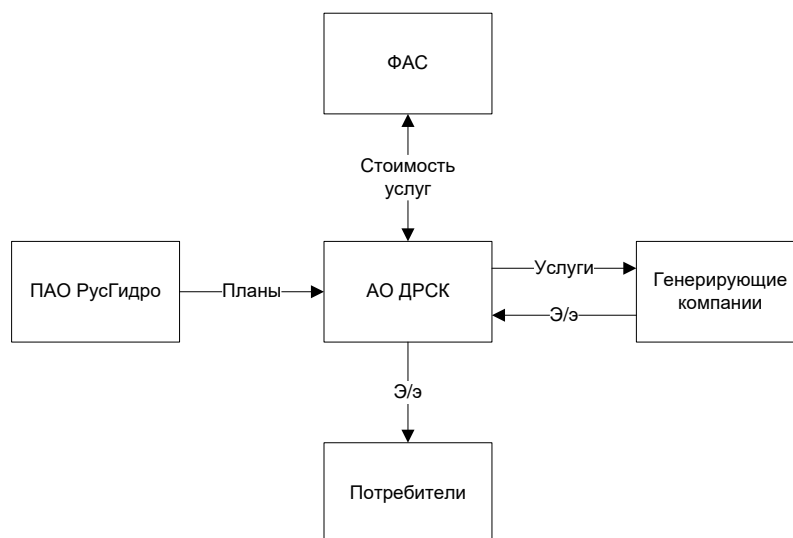 ФАС
Стоимость
услуг
ПАО РусГидро
Планы
АО ДРСК
Услуги
Э/э
Генерирующие
компании
Э/э
Потребители